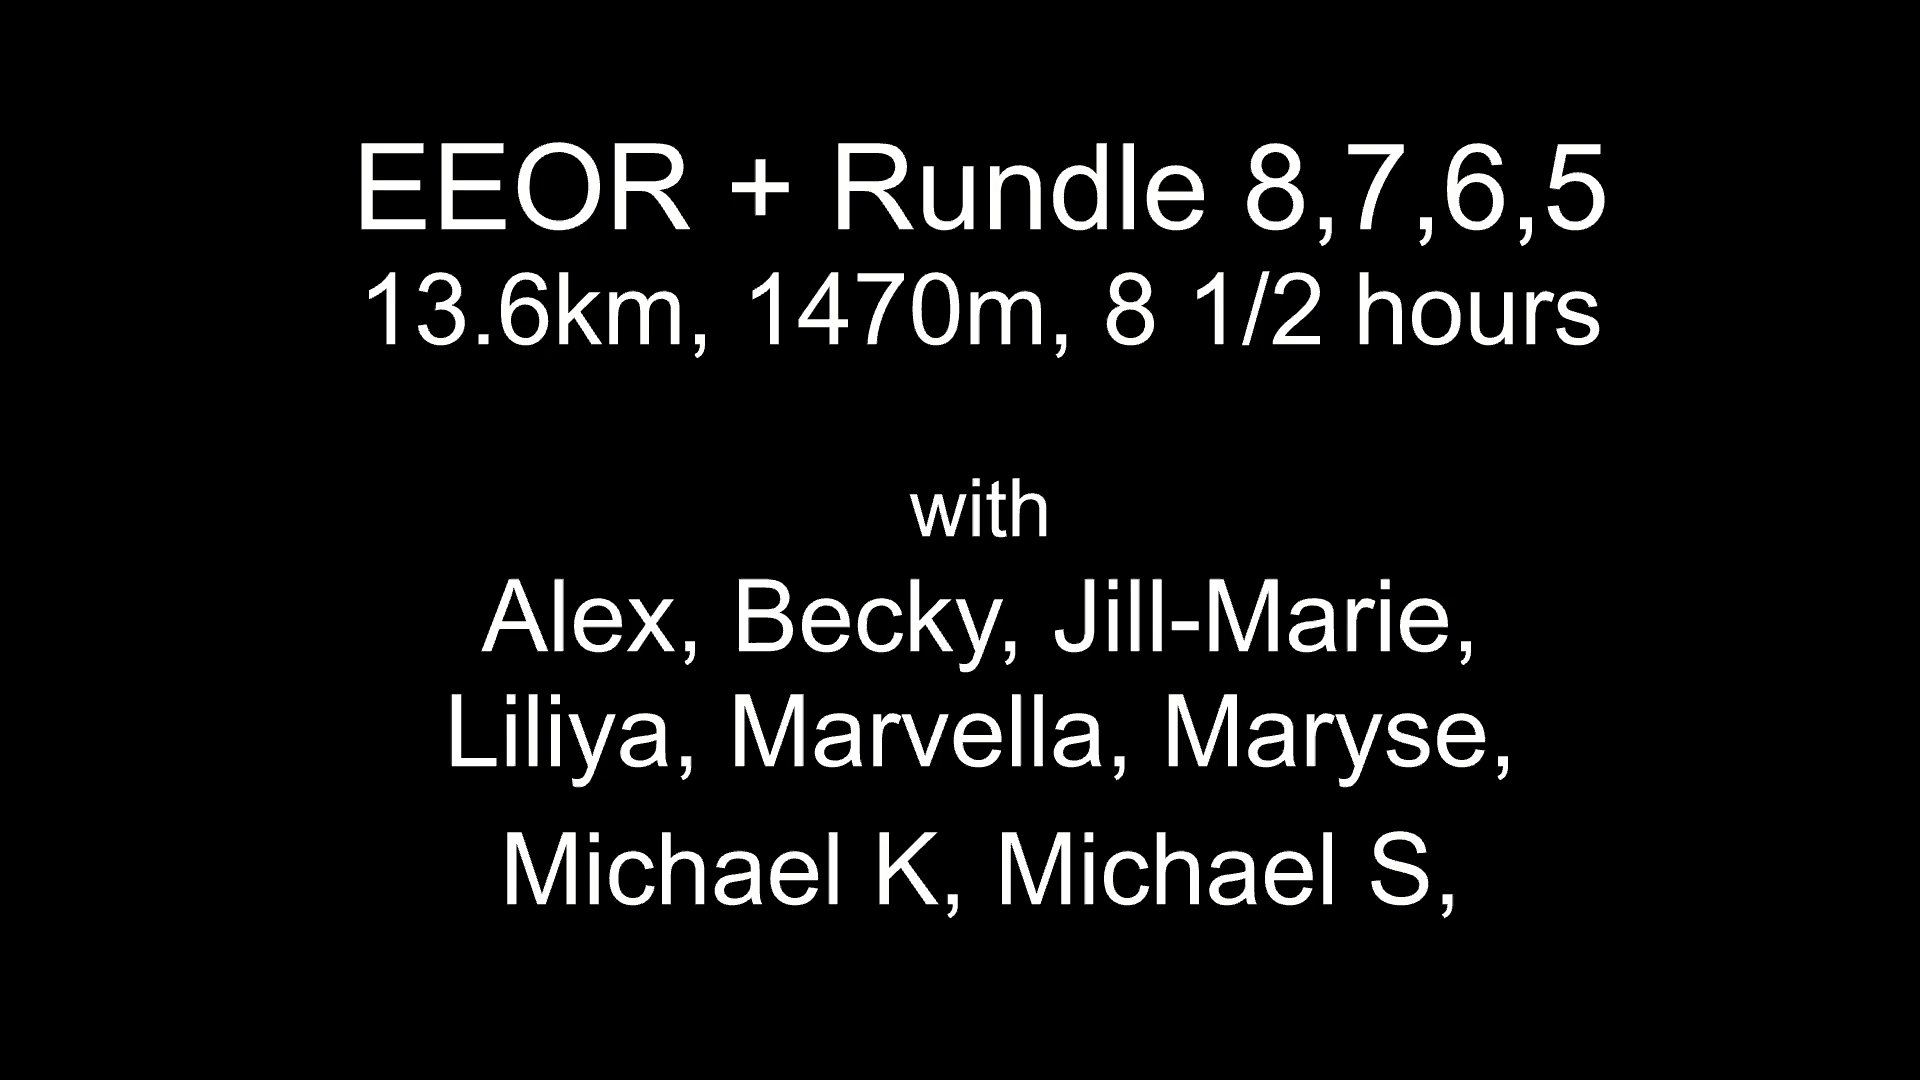 EEOR + Rundle 8,7,6,5
13.6km, 1470m, 8 1/2 hours
with
Alex, Becky, Jill-Marie,
Liliya, Marvella, Maryse,
Michael K, Michael S,